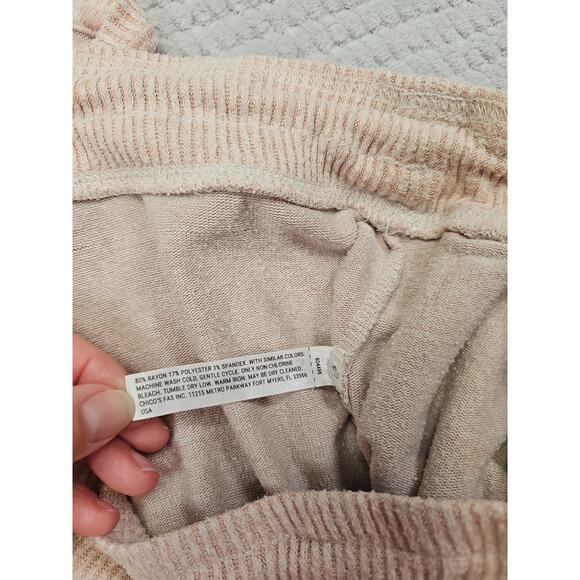 80% RAYON 17% POLYESTER 3% SPANDEX. WITH SIMILAR COLORS.
MACHINE WASH COLD, GENTLE CYCLE. ONLY NON CHLORINE
BLEACH. TUMBLE DRY LOW. WARM IRON. MAY BE DRY CLEANED.
CHICO'S FAS INC. 11215 METRO PARKWAY FORT MYERS, FL 33966
USA